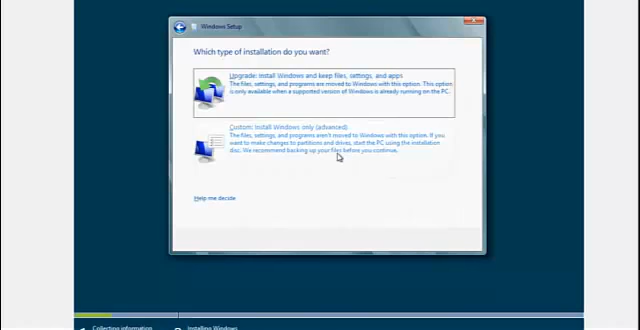 Windows Setup
Which type of installation do you want?
Upgrade: Install Windows and keep files, settings, and apps
The files, settings, and programs are moved to Windows with this option. This option
is only available when a supported version of Windows is already running on the PC.
Custom: Install Windows only (advanced)
The files, settings, and programs aren't moved to Windows with this option. If you
want to make changes to partitions and drives, start the PC using the installation
disc. We recommend backing up your files before you continue.
Help me decide
Collecting information
Installing Windows